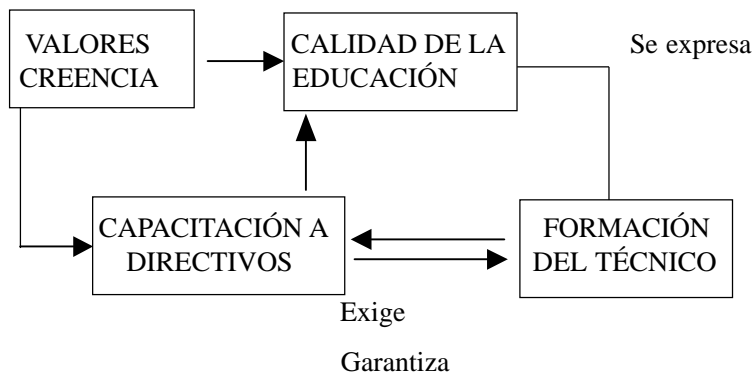 VALORES
CREENCIA
CALIDAD DE LA
EDUCACIÓN
Se expresa
CAPACITACIÓN A
DIRECTIVOS
FORMACIÓN
DEL TÉCNICO
Exige
Garantiza